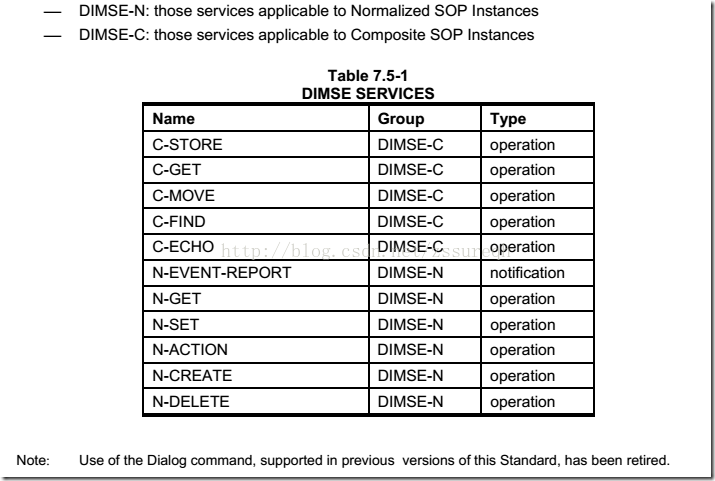 — DIMSE-N: those services applicable to Normalized SOP Instances
— DIMSE-C: those services applicable to Composite SOP Instances
Table 7.5-1
DIMSE SERVICES
Name Group Type
C-STORE DIMSE-C operation
C-GET DIMSE-C operation
C-MOVE DIMSE-C operation
C-FIND DIMSE-C operation
C-ECHO DIMSE-C operation
http://blog.csdn.net/zssureqh
N-EVENT-REPORT DIMSE-N notification
N-GET DIMSE-N operation
N-SET DIMSE-N operation
N-ACTION DIMSE-N operation
N-CREATE DIMSE-N operation
N-DELETE DIMSE-N operation
Note: Use of the Dialog command, supported in previous versions of this Standard, has been retired.